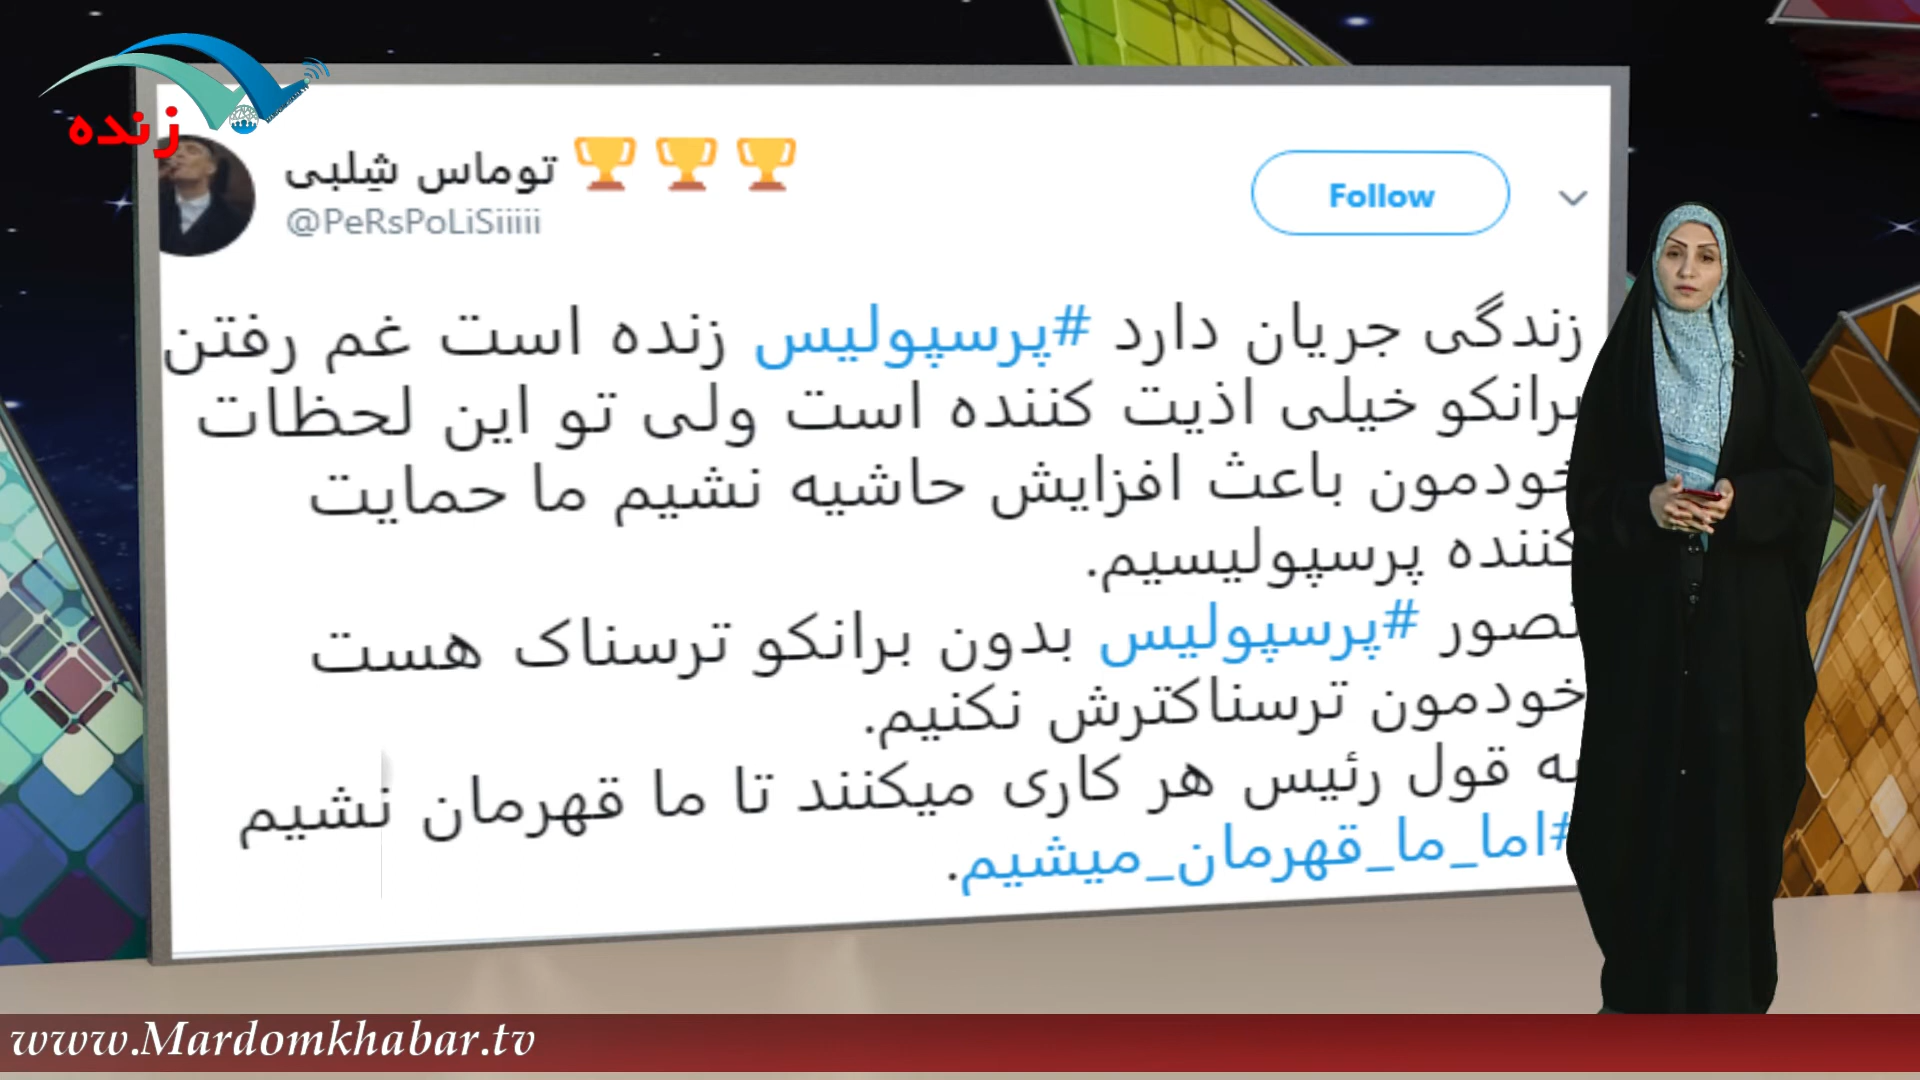 زنده
توماس شِلبی 🏆 🏆 🏆
@PeRsPoLiSiiiii
Follow
زندگی جریان دارد #پرسپولیس زنده است غم رفتن
برانکو خیلی اذیت کننده است ولی تو این لحظات
خودمون باعث افزایش حاشیه نشیم ما حمایت
کننده پرسپولیسیم.
تصور #پرسپولیس بدون برانکو ترسناک هست
خودمون ترسناکترش نکنیم.
به قول رئیس هر کاری میکنند تا ما قهرمان نشیم
#اما_ما_قهرمان_میشیم.
www.Mardomkhabar.tv